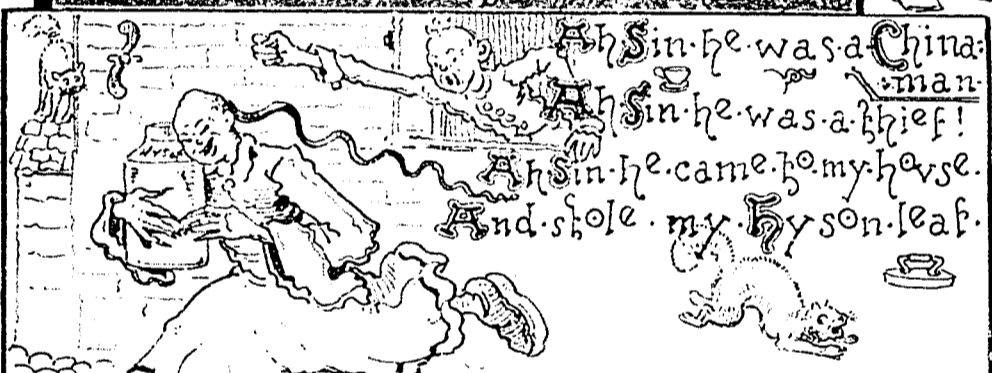 Ah Sin · he · was · a · China:
man ·
Ah Sin · he · was · a · thief !
Ah Sin · he · came · to · my · hovse .
And · stole · my · Hyson · leaf .